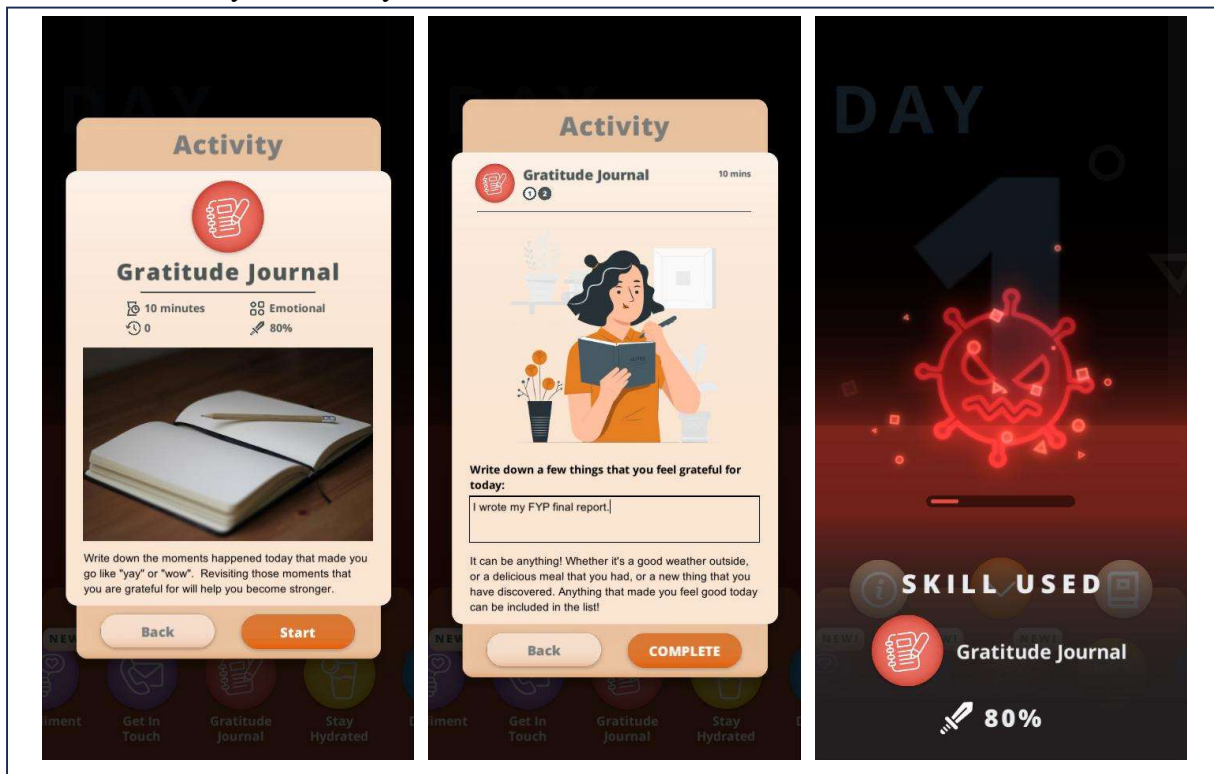 Activity
Gratitude Journal
10 minutes
Emotional
0
80%
Write down the moments happened today that made you
go like "yay" or "wow".  Revisiting those moments that
you are grateful for will help you become stronger.
Back
Start
NEW
iment
Get In
Touch
Gratitude
Journal
Stay
Hydrated
Activity
Gratitude Journal
10 mins
1 2
Write down a few things that you feel grateful for
today:
I wrote my FYP final report.
It can be anything! Whether it's a good weather outside,
or a delicious meal that you had, or a new thing that you
have discovered. Anything that made you feel good today
can be included in the list!
Back
COMPLETE
NEW
liment
Get In
Touch
Gratitude
Journal
Stay
Hydrated
DAY
1
SKILL USED
NEW!
NEW!
Gratitude Journal
80%